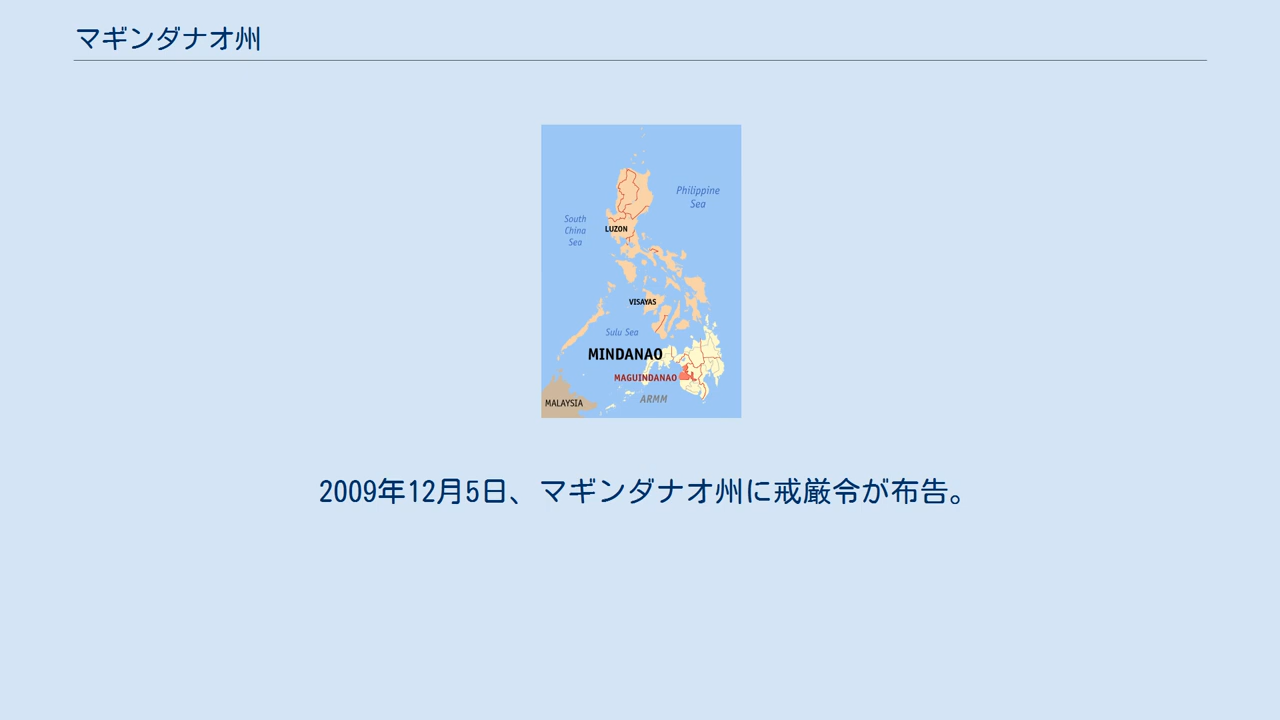 マギンダナオ州
Philippine
Sea
South
China
Sea
LUZON
VISAYAS
Sulu Sea
MINDANAO
MAGUINDANAO
ARMM
MALAYSIA
2009年12月5日、マギンダナオ州に戒厳令が布告。